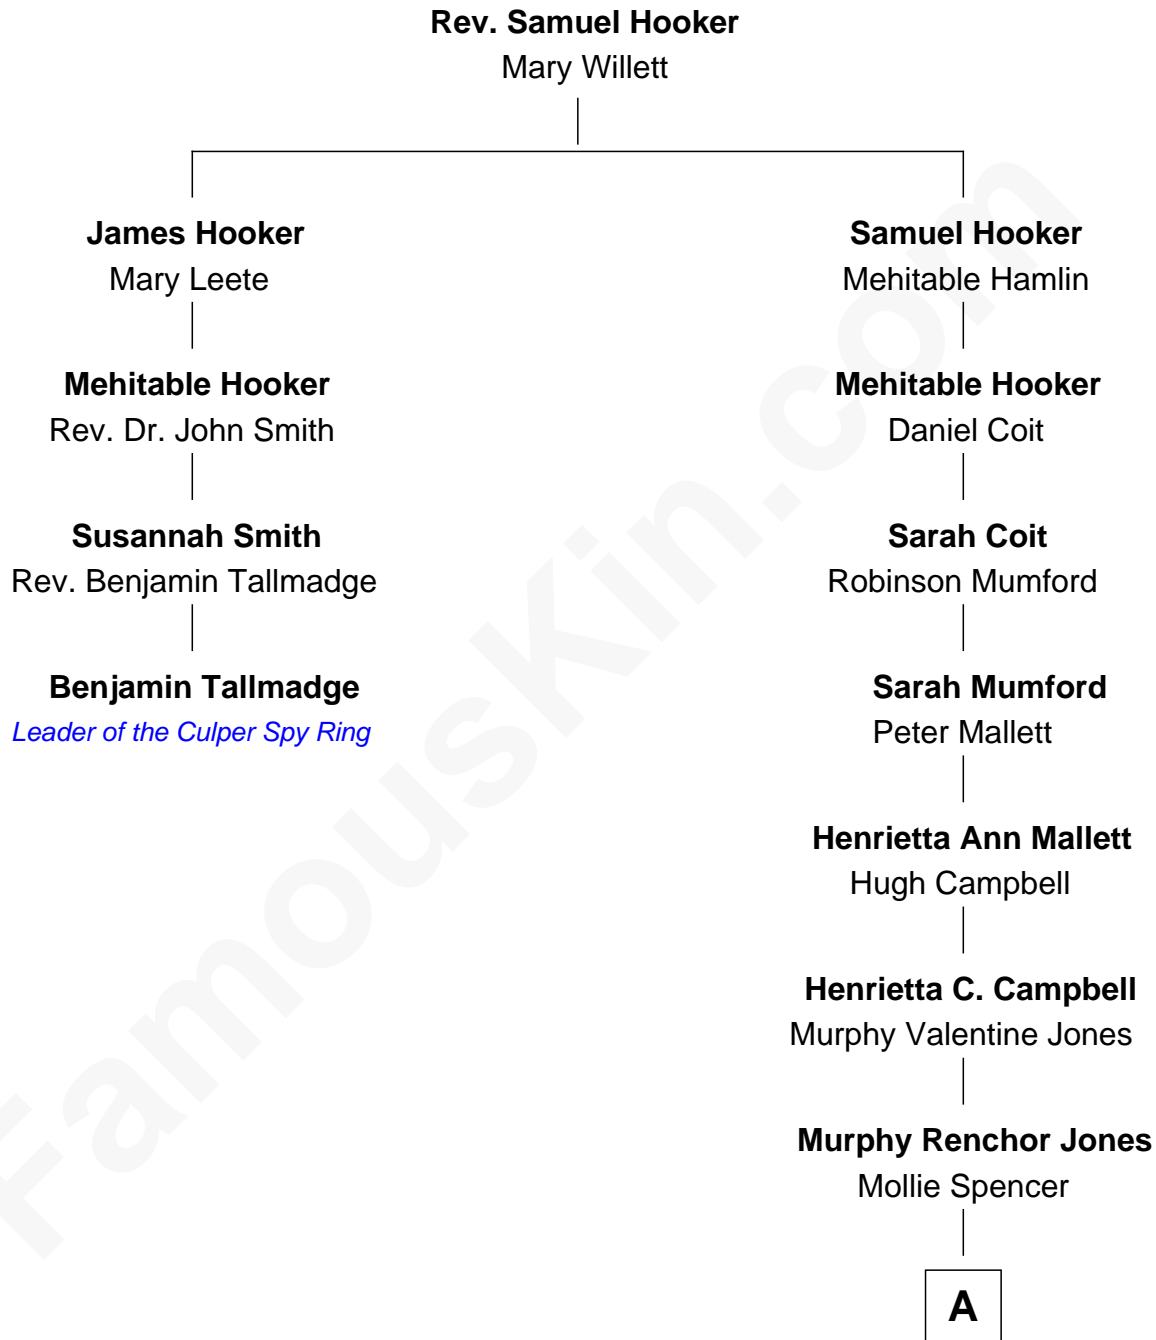 Rev. Samuel Hooker
Mary Willett
James Hooker
Mary Leete
Mehitable Hooker
Rev. Dr. John Smith
Susannah Smith
Rev. Benjamin Tallmadge
Benjamin Tallmadge
Leader of the Culper Spy Ring
Samuel Hooker
Mehitable Hamlin
Mehitable Hooker
Daniel Coit
Sarah Coit
Robinson Mumford
Sarah Mumford
Peter Mallett
Henrietta Ann Mallett
Hugh Campbell
Henrietta C. Campbell
Murphy Valentine Jones
Murphy Renchor Jones
Mollie Spencer
A
FamousKin.com